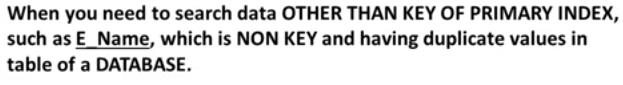 When you need to search data OTHER THAN KEY OF PRIMARY INDEX,
such as E_Name, which is NON KEY and having duplicate values in
table of a DATABASE.